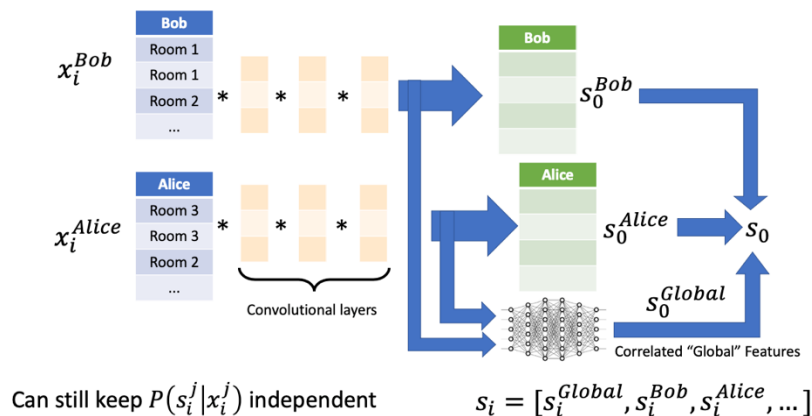 Bob
Room 1
Room 1
Room 2
...
x_i^{Bob}
* * *
Bob
s_0^{Bob}
Alice
Room 3
Room 3
Room 2
...
x_i^{Alice}
* * *
Convolutional layers
Alice
s_0^{Alice}
s_0
s_0^{Global}
Correlated “Global” Features
Can still keep P(s_i^j|x_i^j) independent
s_i = [s_i^{Global}, s_i^{Bob}, s_i^{Alice}, ...]